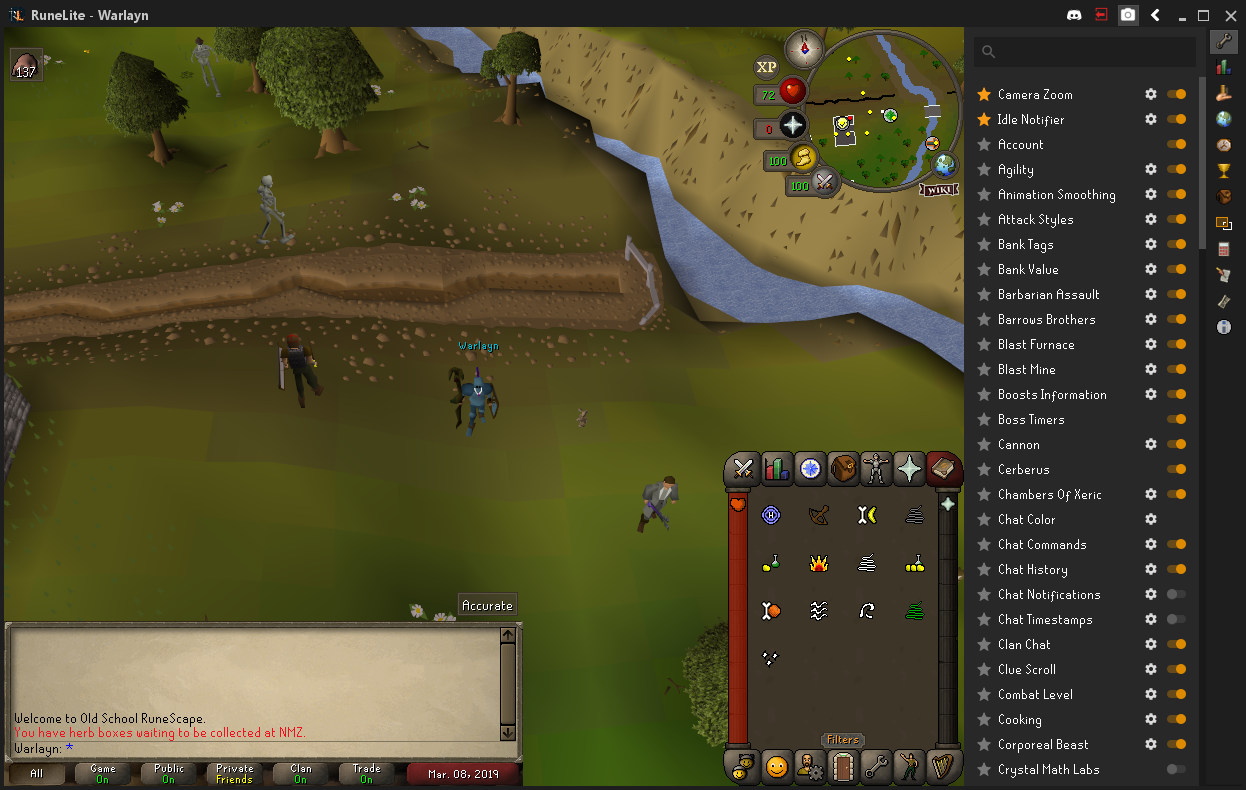 RuneLite - Warlayn
137
XP
72
0
100
100
WIKI
Warlayn
Accurate
Welcome to Old School RuneScape.
You have herb boxes waiting to be collected at NMZ.
Warlayn: *
All
Game
On
Public
On
Private
Friends
Clan
On
Trade
On
Mar. 08, 2019
Filters
Camera Zoom
Idle Notifier
Account
Agility
Animation Smoothing
Attack Styles
Bank Tags
Bank Value
Barbarian Assault
Barrows Brothers
Blast Furnace
Blast Mine
Boosts Information
Boss Timers
Cannon
Cerberus
Chambers Of Xeric
Chat Color
Chat Commands
Chat History
Chat Notifications
Chat Timestamps
Clan Chat
Clue Scroll
Combat Level
Cooking
Corporeal Beast
Crystal Math Labs